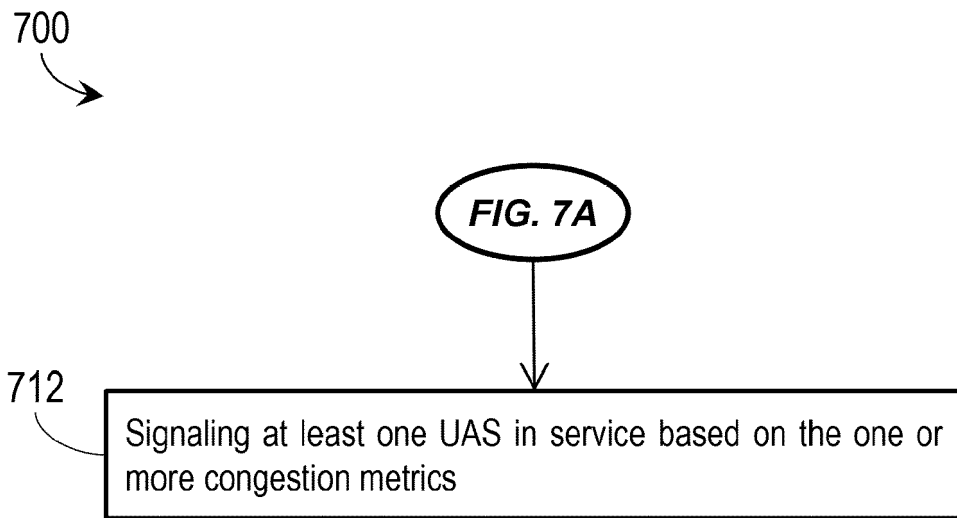 700
FIG. 7A
712
Signaling at least one UAS in service based on the one or
more congestion metrics